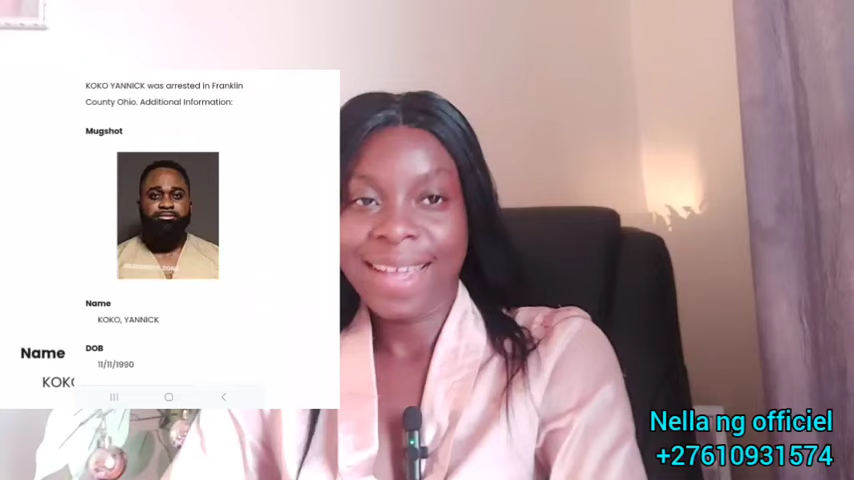 KOKO YANNICK was arrested in Franklin
County Ohio. Additional Information:
Mugshot
Name
KOKO, YANNICK
DOB
11/11/1990
Name
KOKO
Nella ng officiel
+27610931574